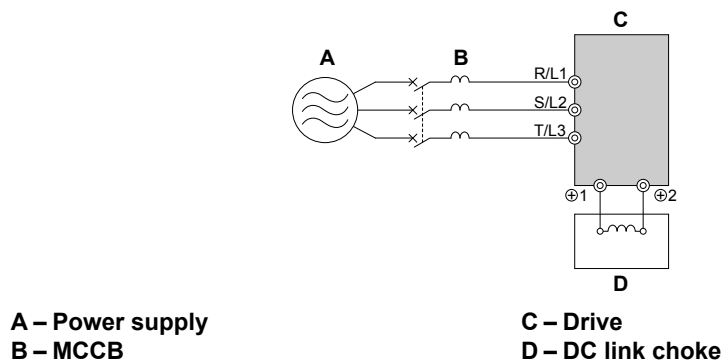 C
A
B
R/L1
S/L2
T/L3
⊕1
⊕2
D
A – Power supply
B – MCCB
C – Drive
D – DC link choke